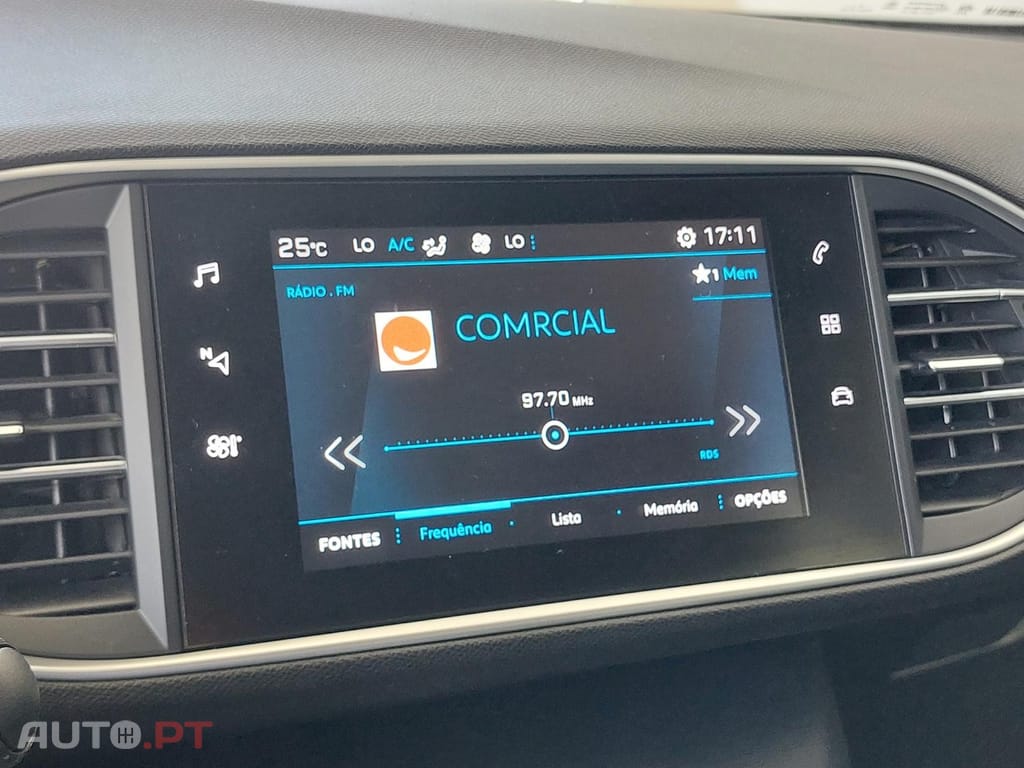 25°C LO A/C LO 17:11
RÁDIO . FM
1 Mem
COMRCIAL
97.70 MHz
RDS
FONTES Frequência Lista Memória OPÇÕES
N
AUTO.PT